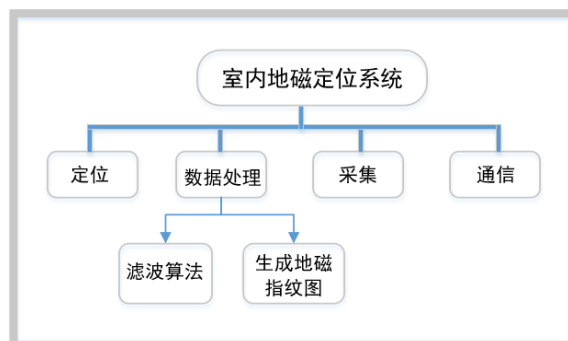 室内地磁定位系统
定位
数据处理
采集
通信
滤波算法
生成地磁
指纹图